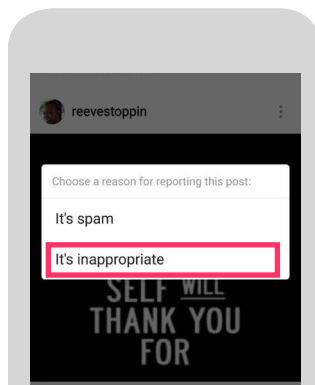 reevestoppin
Choose a reason for reporting this post:
It's spam
It's inappropriate
SELF WILL
THANK YOU
FOR